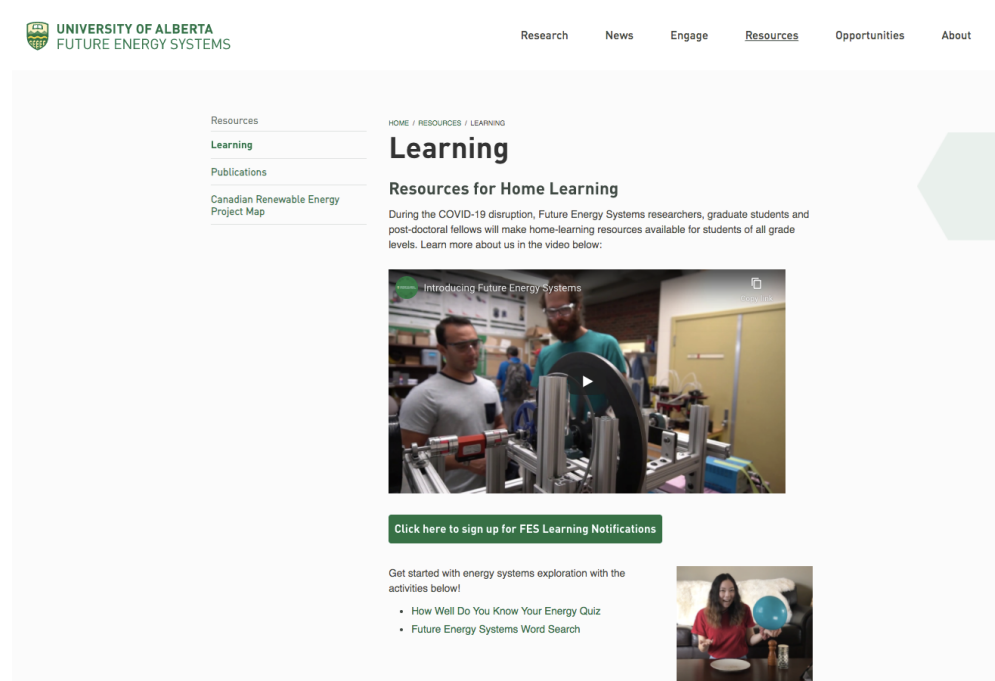 UNIVERSITY OF ALBERTA
FUTURE ENERGY SYSTEMS
Research
News
Engage
Resources
Opportunities
About
Resources
Learning
Publications
Canadian Renewable Energy
Project Map
HOME / RESOURCES / LEARNING
Learning
Resources for Home Learning
During the COVID-19 disruption, Future Energy Systems researchers, graduate students and
post-doctoral fellows will make home-learning resources available for students of all grade
levels. Learn more about us in the video below:
Introducing Future Energy Systems
Click here to sign up for FES Learning Notifications
Get started with energy systems exploration with the
activities below!
• How Well Do You Know Your Energy Quiz
• Future Energy Systems Word Search